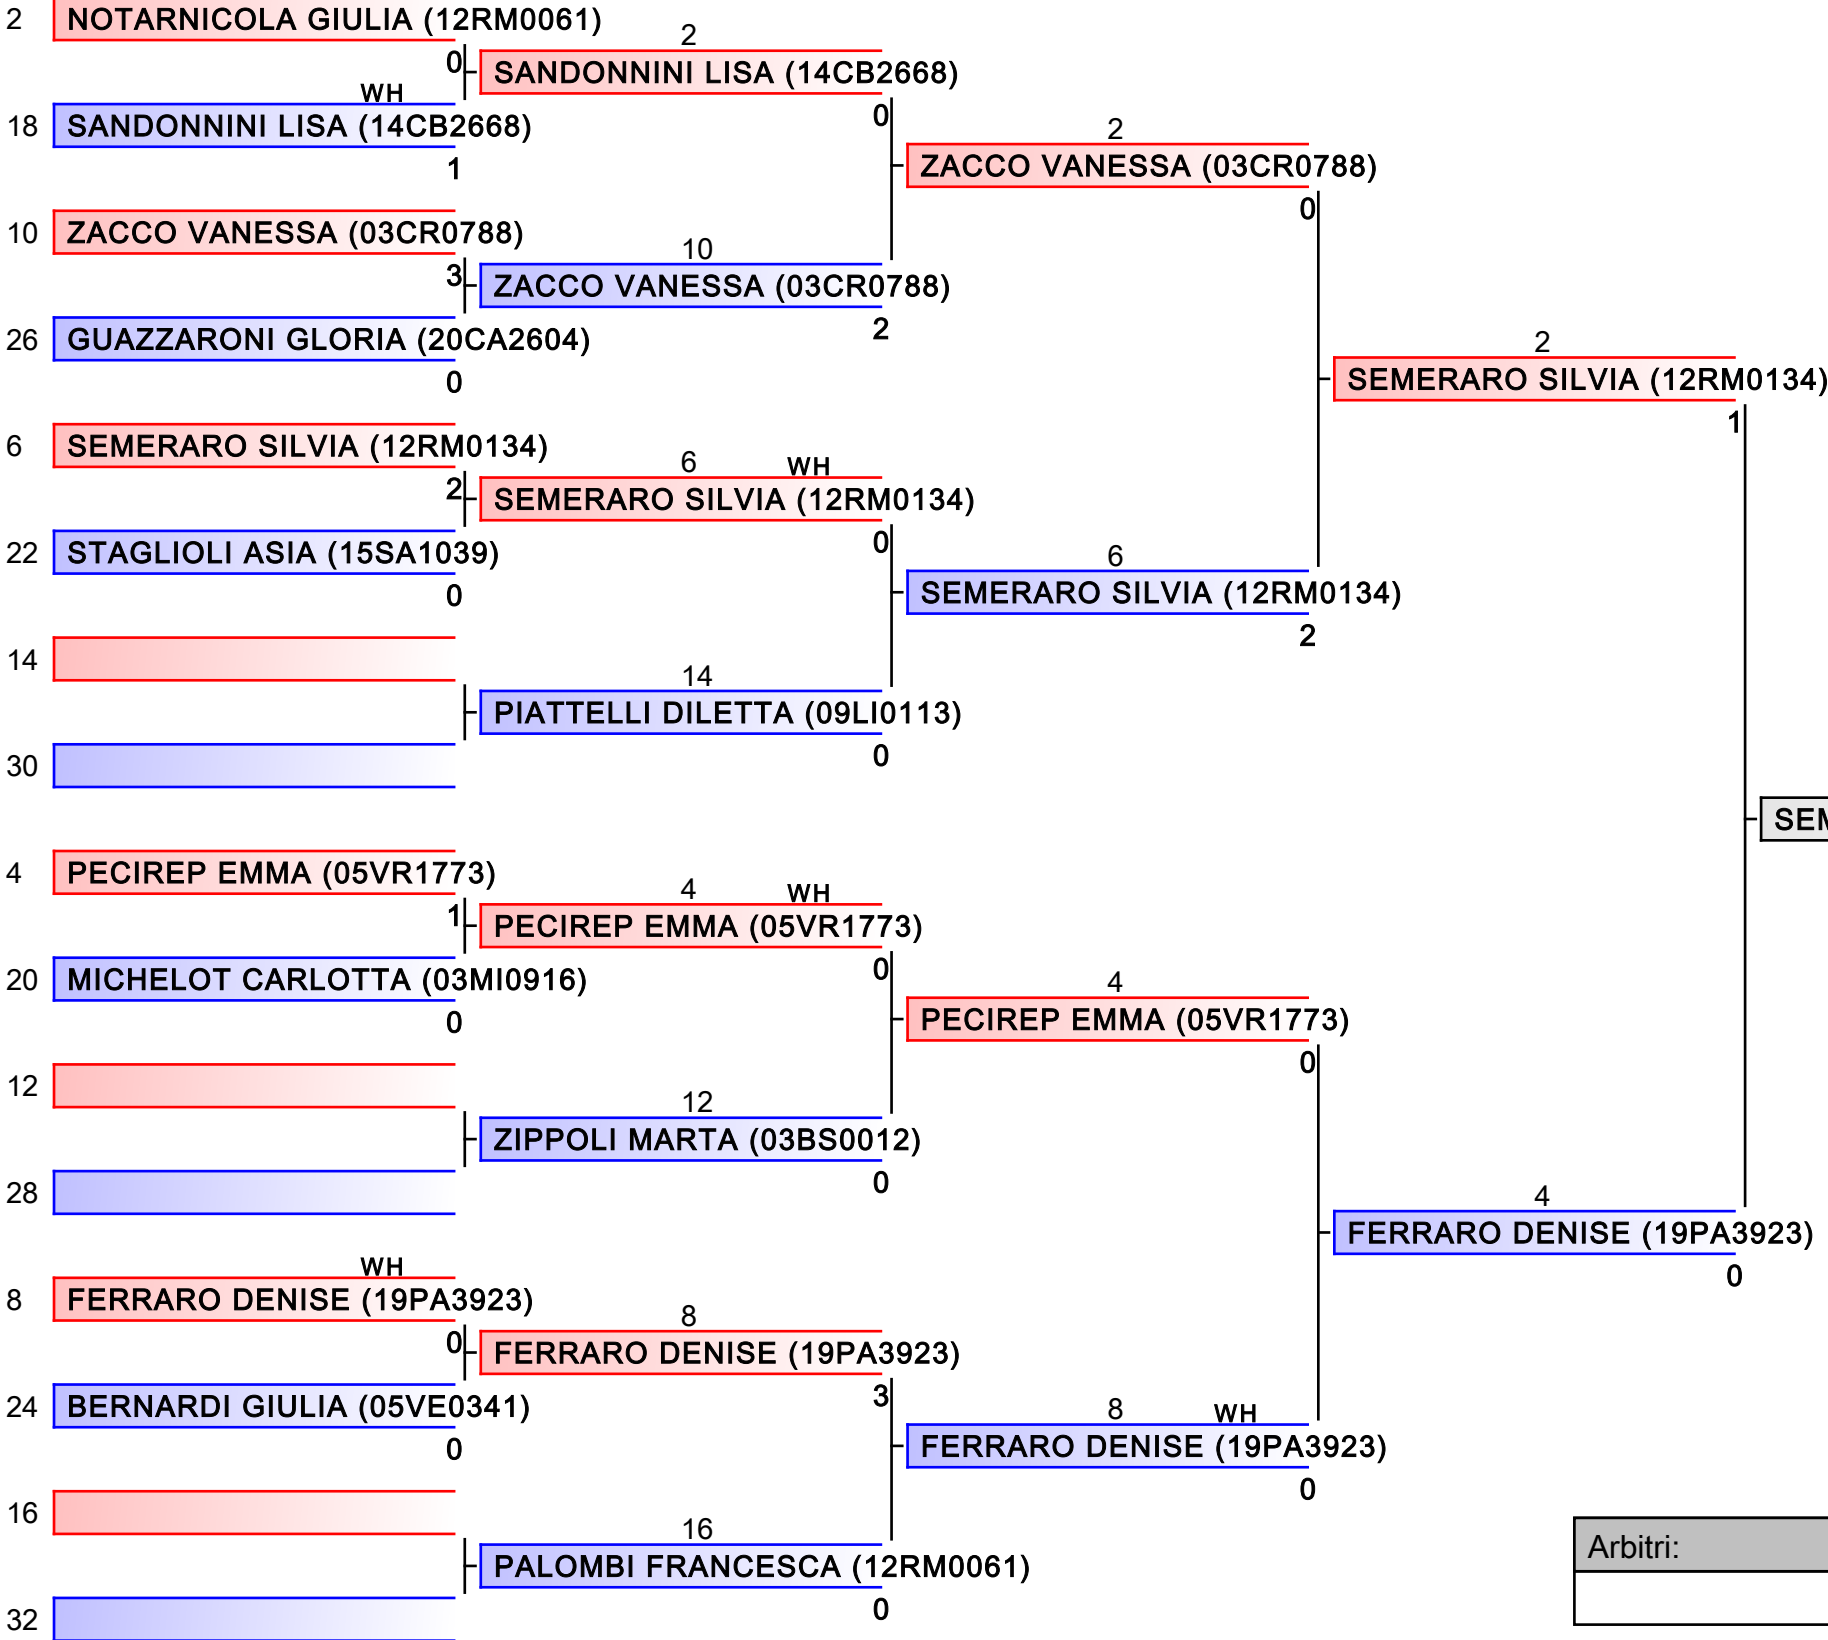 2 NOTARNICOLA GIULIA (12RM0061)
0
2
SANDONNINI LISA (14CB2668)
0
WH
18 SANDONNINI LISA (14CB2668)
1
2
ZACCO VANESSA (03CR0788)
0
10 ZACCO VANESSA (03CR0788)
3
10
ZACCO VANESSA (03CR0788)
2
26 GUAZZARONI GLORIA (20CA2604)
0
2
SEMERARO SILVIA (12RM0134)
1
6 SEMERARO SILVIA (12RM0134)
2
6 WH
SEMERARO SILVIA (12RM0134)
0
22 STAGLIOLI ASIA (15SA1039)
0
6
SEMERARO SILVIA (12RM0134)
2
14
14
PIATTELLI DILETTA (09LI0113)
0
30
SEM
4 PECIREP EMMA (05VR1773)
1
4 WH
PECIREP EMMA (05VR1773)
0
20 MICHELOT CARLOTTA (03MI0916)
0
4
PECIREP EMMA (05VR1773)
0
12
12
ZIPPOLI MARTA (03BS0012)
0
28
4
FERRARO DENISE (19PA3923)
0
WH
8 FERRARO DENISE (19PA3923)
0
8
FERRARO DENISE (19PA3923)
3
24 BERNARDI GIULIA (05VE0341)
0
8 WH
FERRARO DENISE (19PA3923)
0
16
16
PALOMBI FRANCESCA (12RM0061)
0
32
Arbitri: